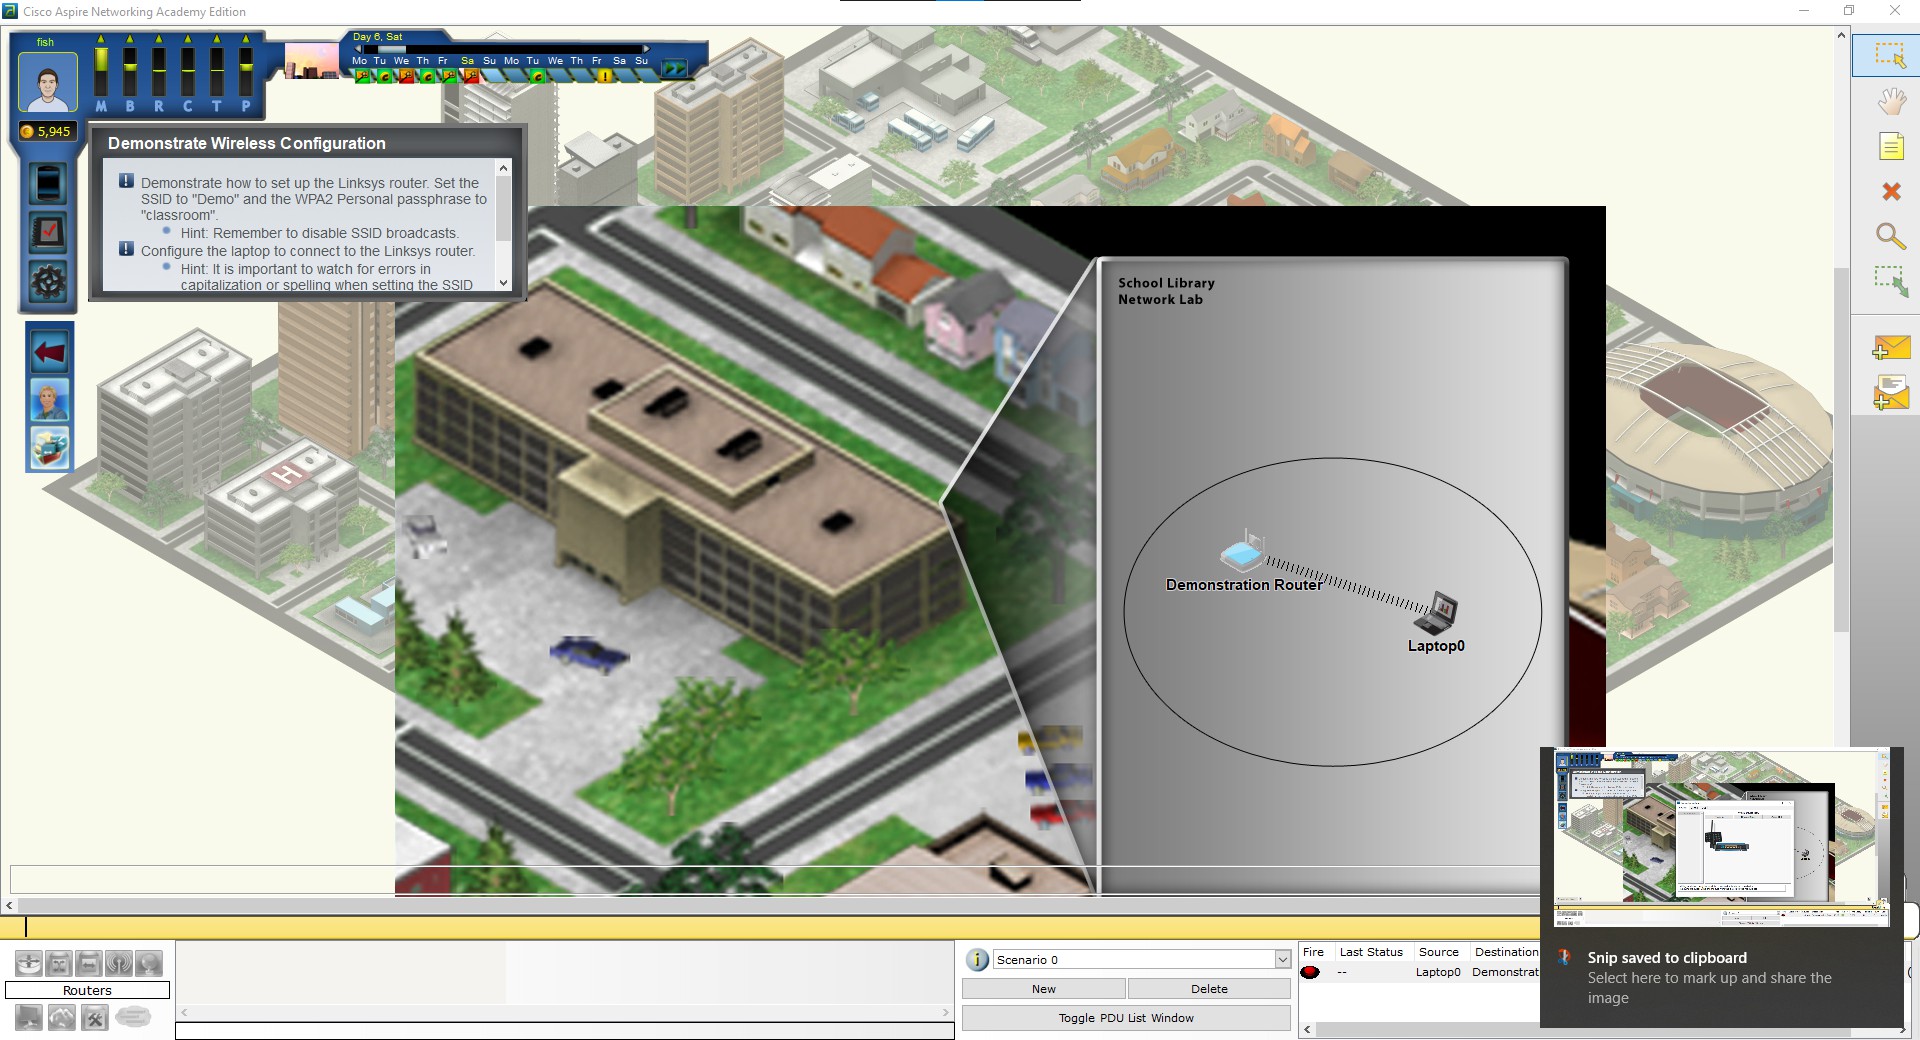 Cisco Aspire Networking Academy Edition
fish
Day 6, Sat
Mo Tu We Th Fr Sa Su Mo Tu We Th Fr Sa Su
M B R C T P
5,945
Demonstrate Wireless Configuration
Demonstrate how to set up the Linksys router. Set the
SSID to "Demo" and the WPA2 Personal passphrase to
"classroom".
Hint: Remember to disable SSID broadcasts.
Configure the laptop to connect to the Linksys router.
Hint: It is important to watch for errors in
capitalization or spelling when setting the SSID
School Library
Network Lab
H
Demonstration Router
Laptop0
Routers
Scenario 0
New
Delete
Toggle PDU List Window
Fire Last Status Source Destination
-- Laptop0 Demonstrat
Snip saved to clipboard
Select here to mark up and share the
image